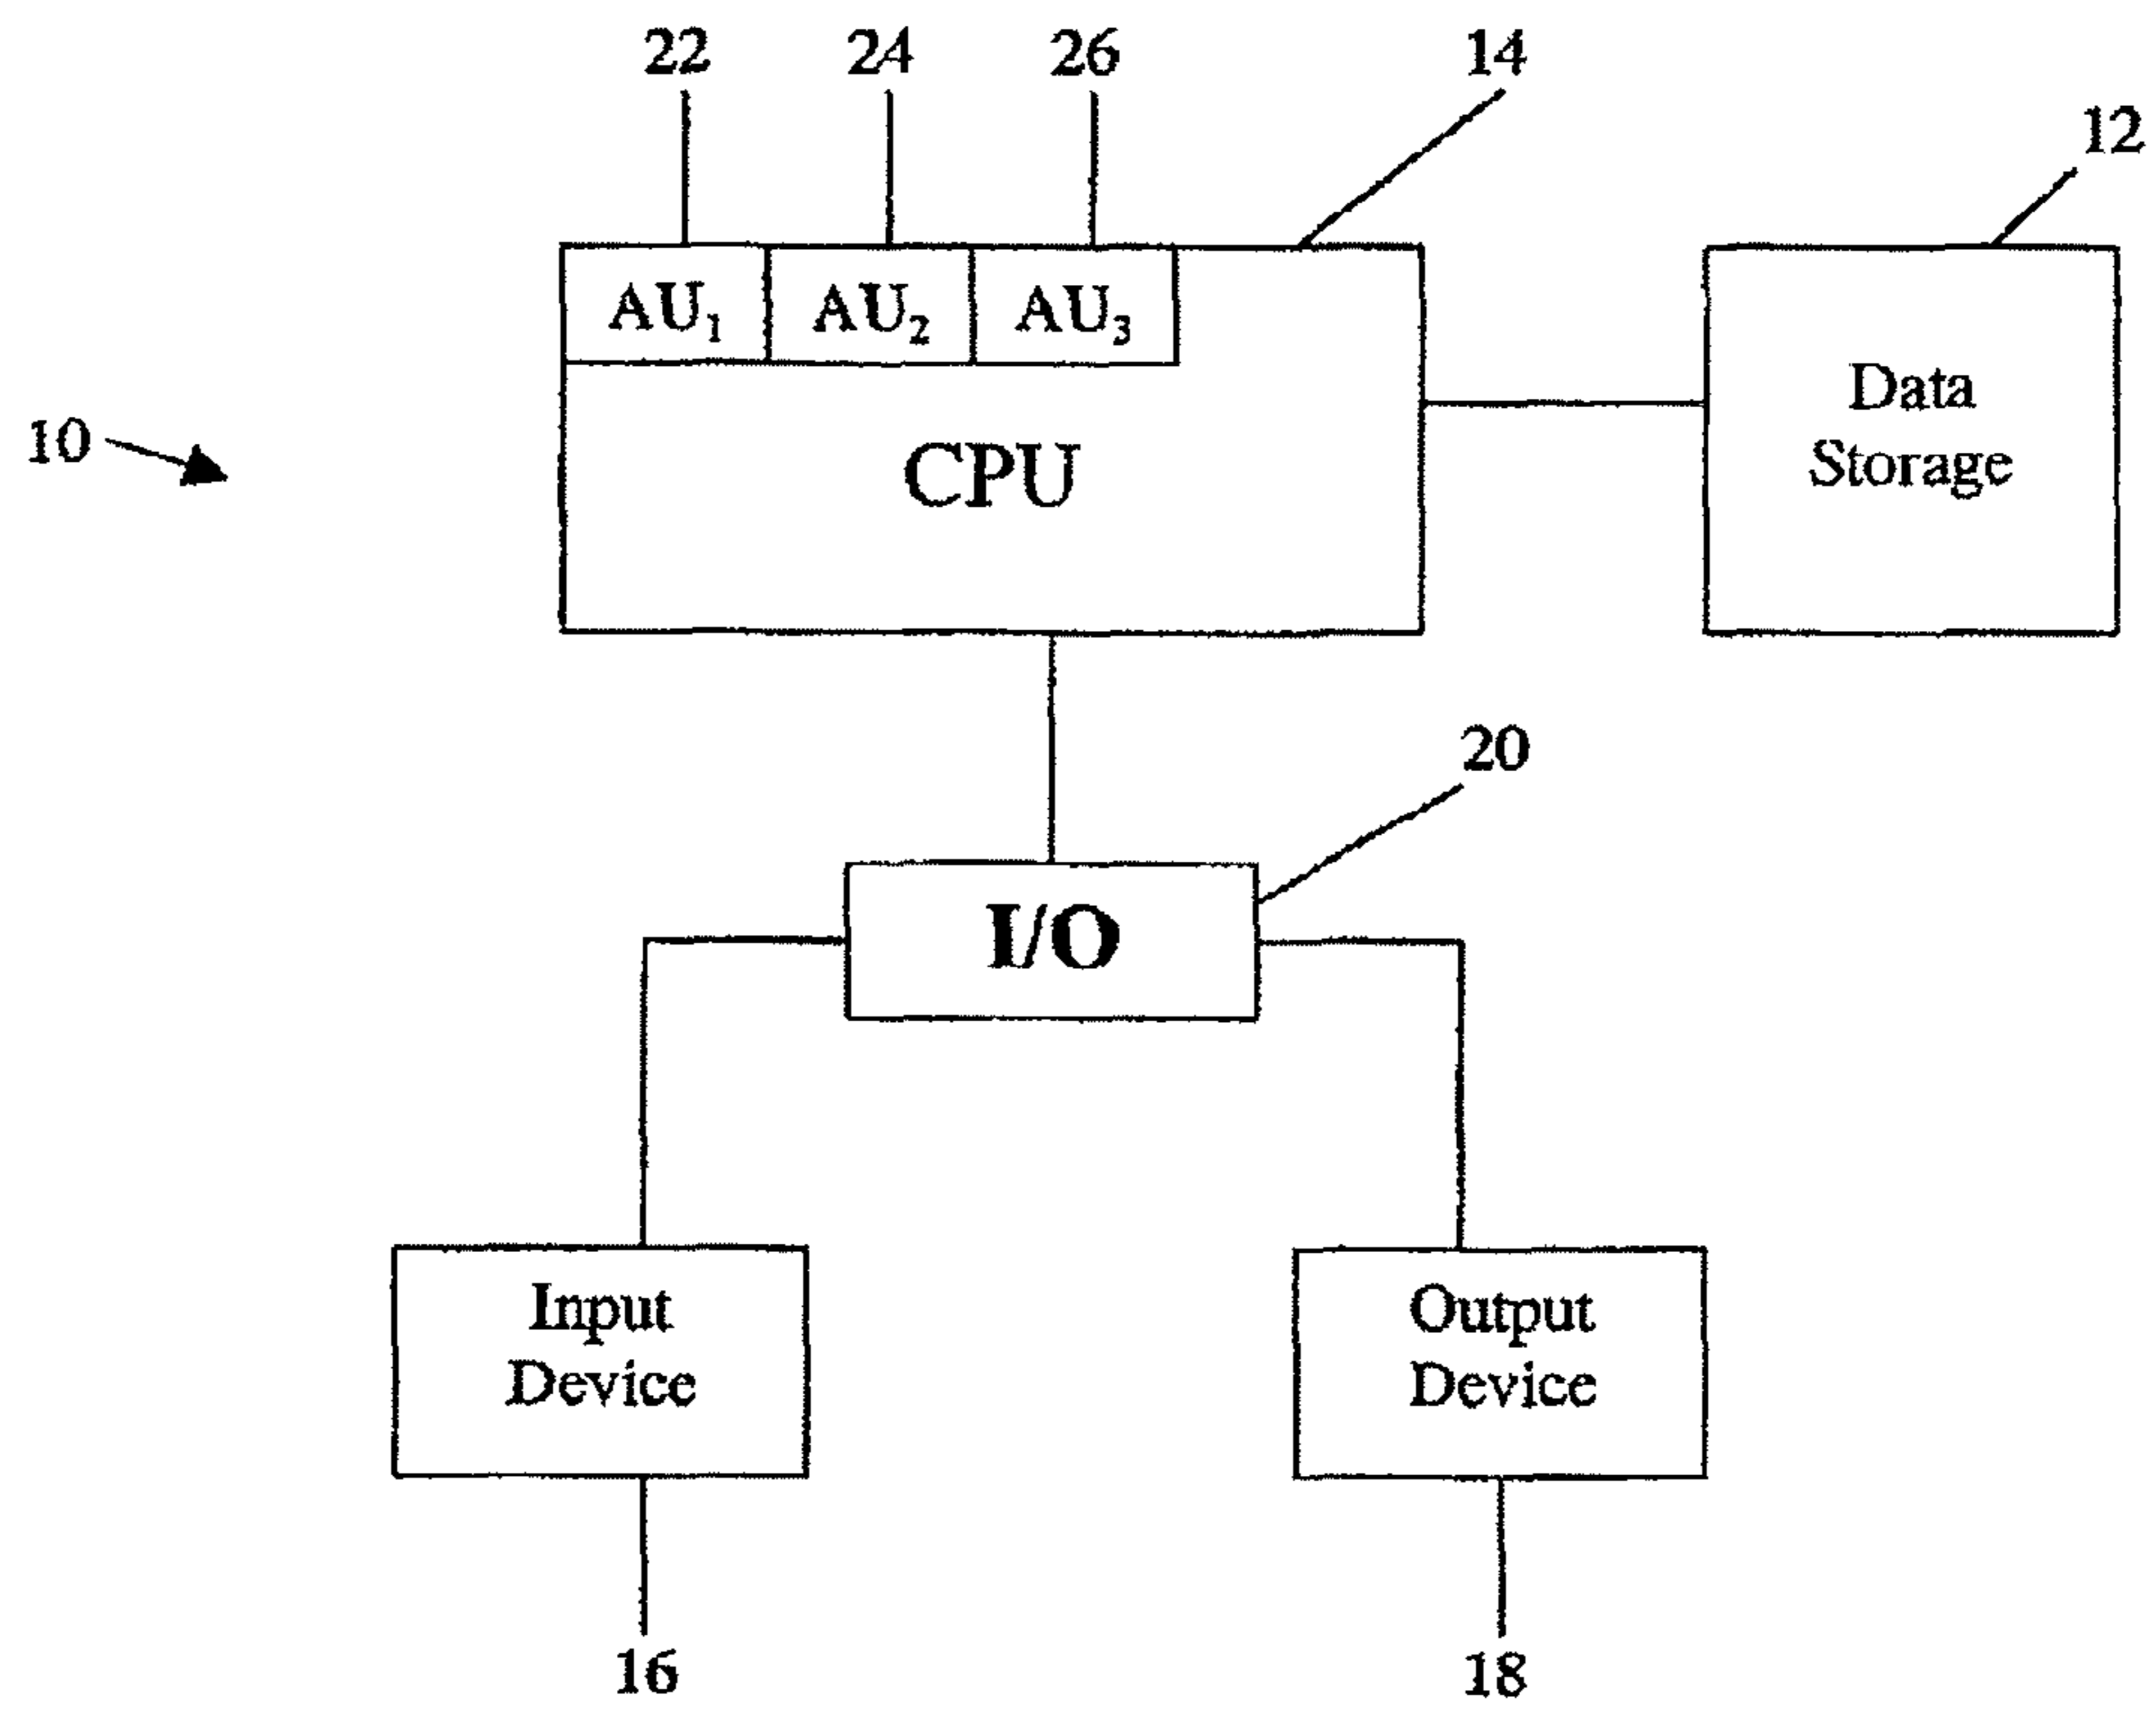 22 24 26 14
12
AU₁ AU₂ AU₃
Data
Storage
10
CPU
20
I/O
Input
Device
Output
Device
16
18